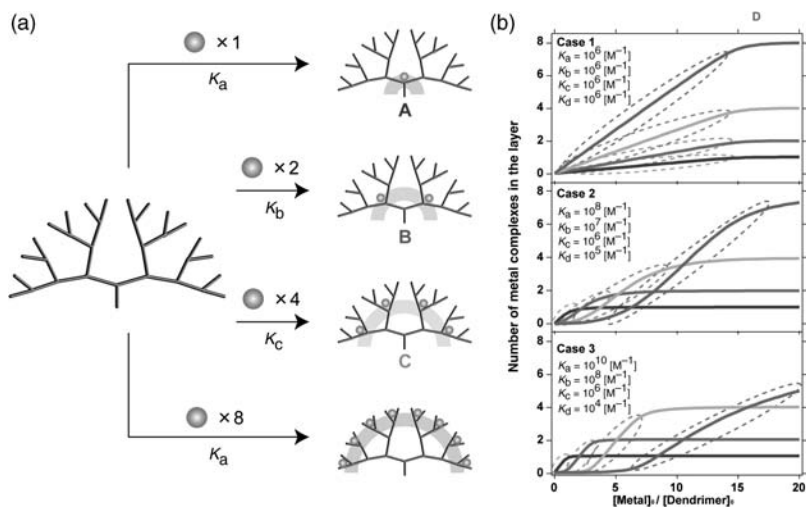 (a)
×1
Ka
A
×2
Kb
B
×4
Kc
C
×8
Ka
(b)
D
Number of metal complexes in the layer
8
6
4
2
0
Case 1
Ka = 10^6 [M^−1]
Kb = 10^6 [M^−1]
Kc = 10^6 [M^−1]
Kd = 10^6 [M^−1]
8
6
4
2
0
Case 2
Ka = 10^8 [M^−1]
Kb = 10^7 [M^−1]
Kc = 10^6 [M^−1]
Kd = 10^5 [M^−1]
8
6
4
2
0
Case 3
Ka = 10^10 [M^−1]
Kb = 10^8 [M^−1]
Kc = 10^6 [M^−1]
Kd = 10^4 [M^−1]
0 5 10 15 20
[Metal]₀ / [Dendrimer]₀